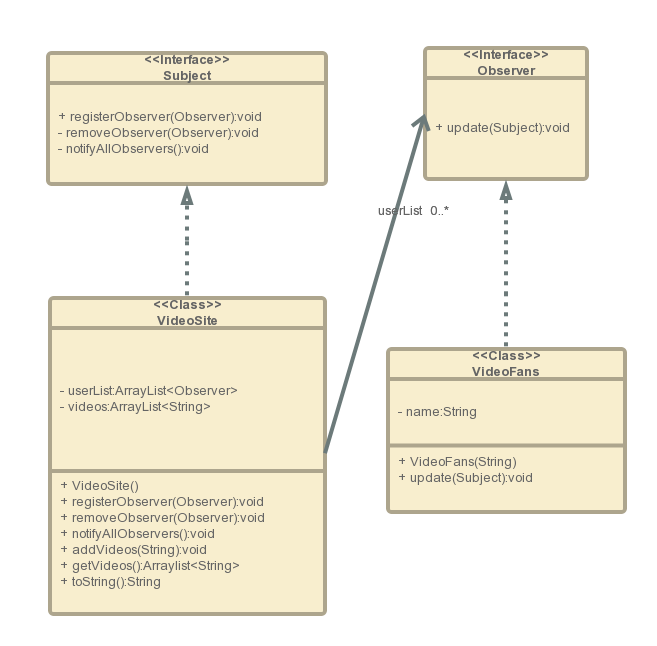 <<Interface>>
Subject
+ registerObserver(Observer):void
- removeObserver(Observer):void
- notifyAllObservers():void
<<Interface>>
Observer
+ update(Subject):void
userList 0..*
<<Class>>
VideoSite
- userList:ArrayList<Observer>
- videos:ArrayList<String>
+ VideoSite()
+ registerObserver(Observer):void
+ removeObserver(Observer):void
+ notifyAllObservers():void
+ addVideos(String):void
+ getVideos():Arraylist<String>
+ toString():String
<<Class>>
VideoFans
- name:String
+ VideoFans(String)
+ update(Subject):void